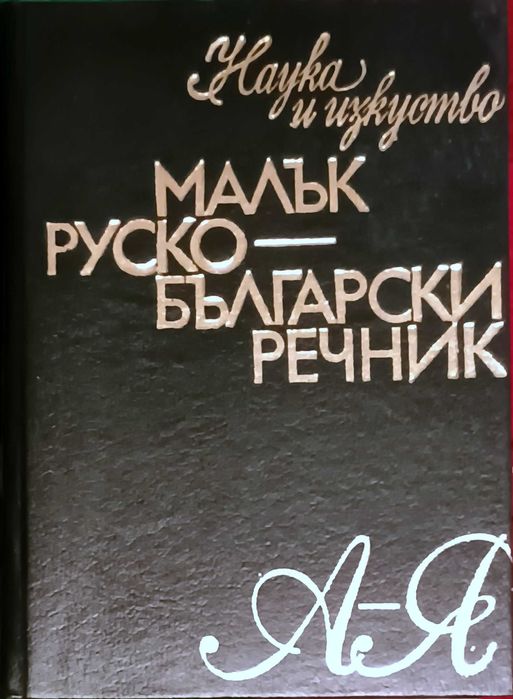 Наука
и изкуство
МАЛЪК
РУСКО—
БЪЛГАРСКИ
РЕЧНИК
А-Я